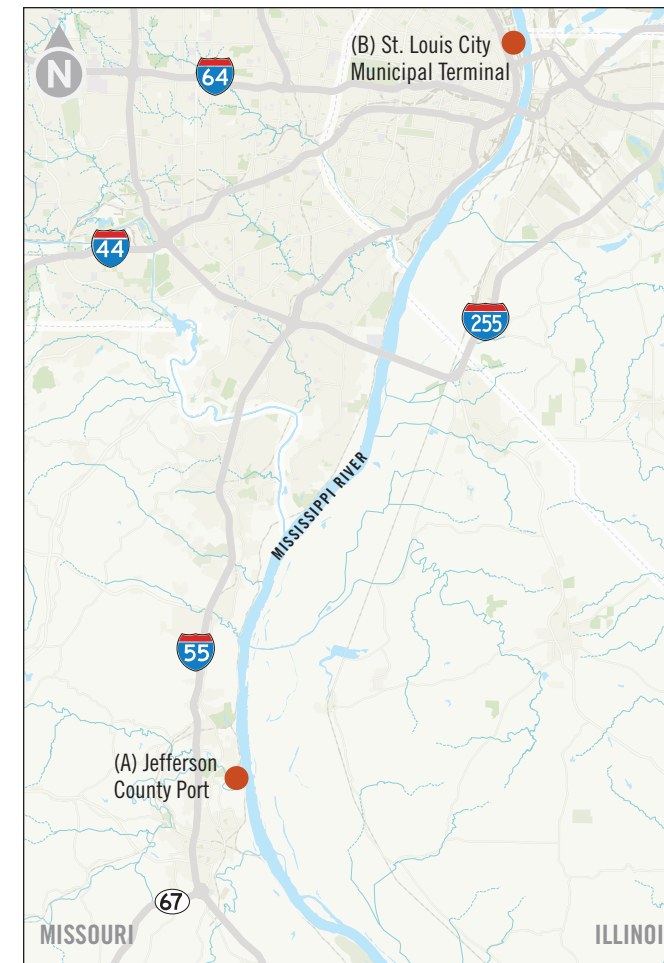 N
(B) St. Louis City
Municipal Terminal
64
44
255
MISSISSIPPI RIVER
55
(A) Jefferson
County Port
67
MISSOURI
ILLINOI